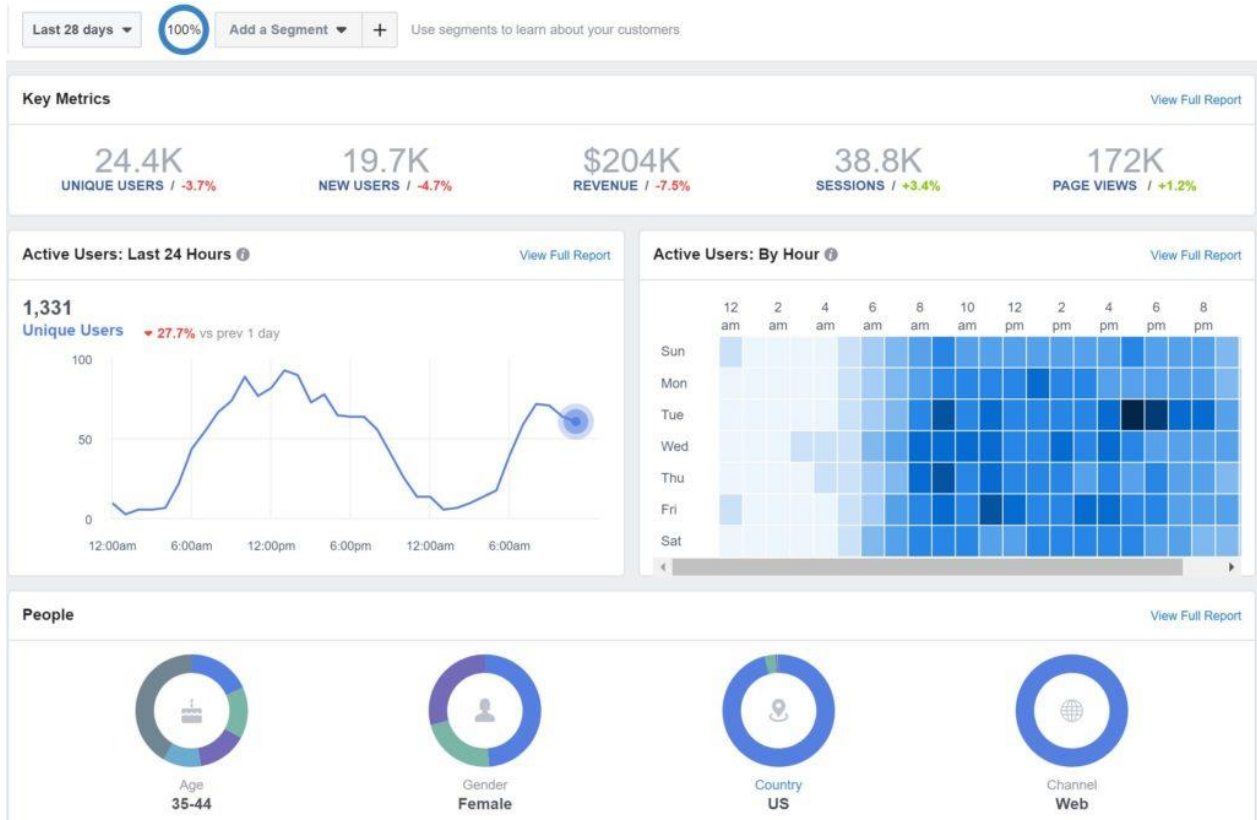 Last 28 days 100% Add a Segment + Use segments to learn about your customers
Key Metrics View Full Report
24.4K 19.7K $204K 38.8K 172K
UNIQUE USERS / -3.7% NEW USERS / -4.7% REVENUE / -7.5% SESSIONS / +3.4% PAGE VIEWS / +1.2%
Active Users: Last 24 Hours i View Full Report
1,331
Unique Users 27.7% vs prev 1 day
100
50
0
12:00am 6:00am 12:00pm 6:00pm 12:00am 6:00am
Active Users: By Hour i View Full Report
12 2 4 6 8 10 12 2 4 6 8
am am am am am am pm pm pm pm pm
Sun
Mon
Tue
Wed
Thu
Fri
Sat
People View Full Report
Age Gender Country Channel
35-44 Female US Web